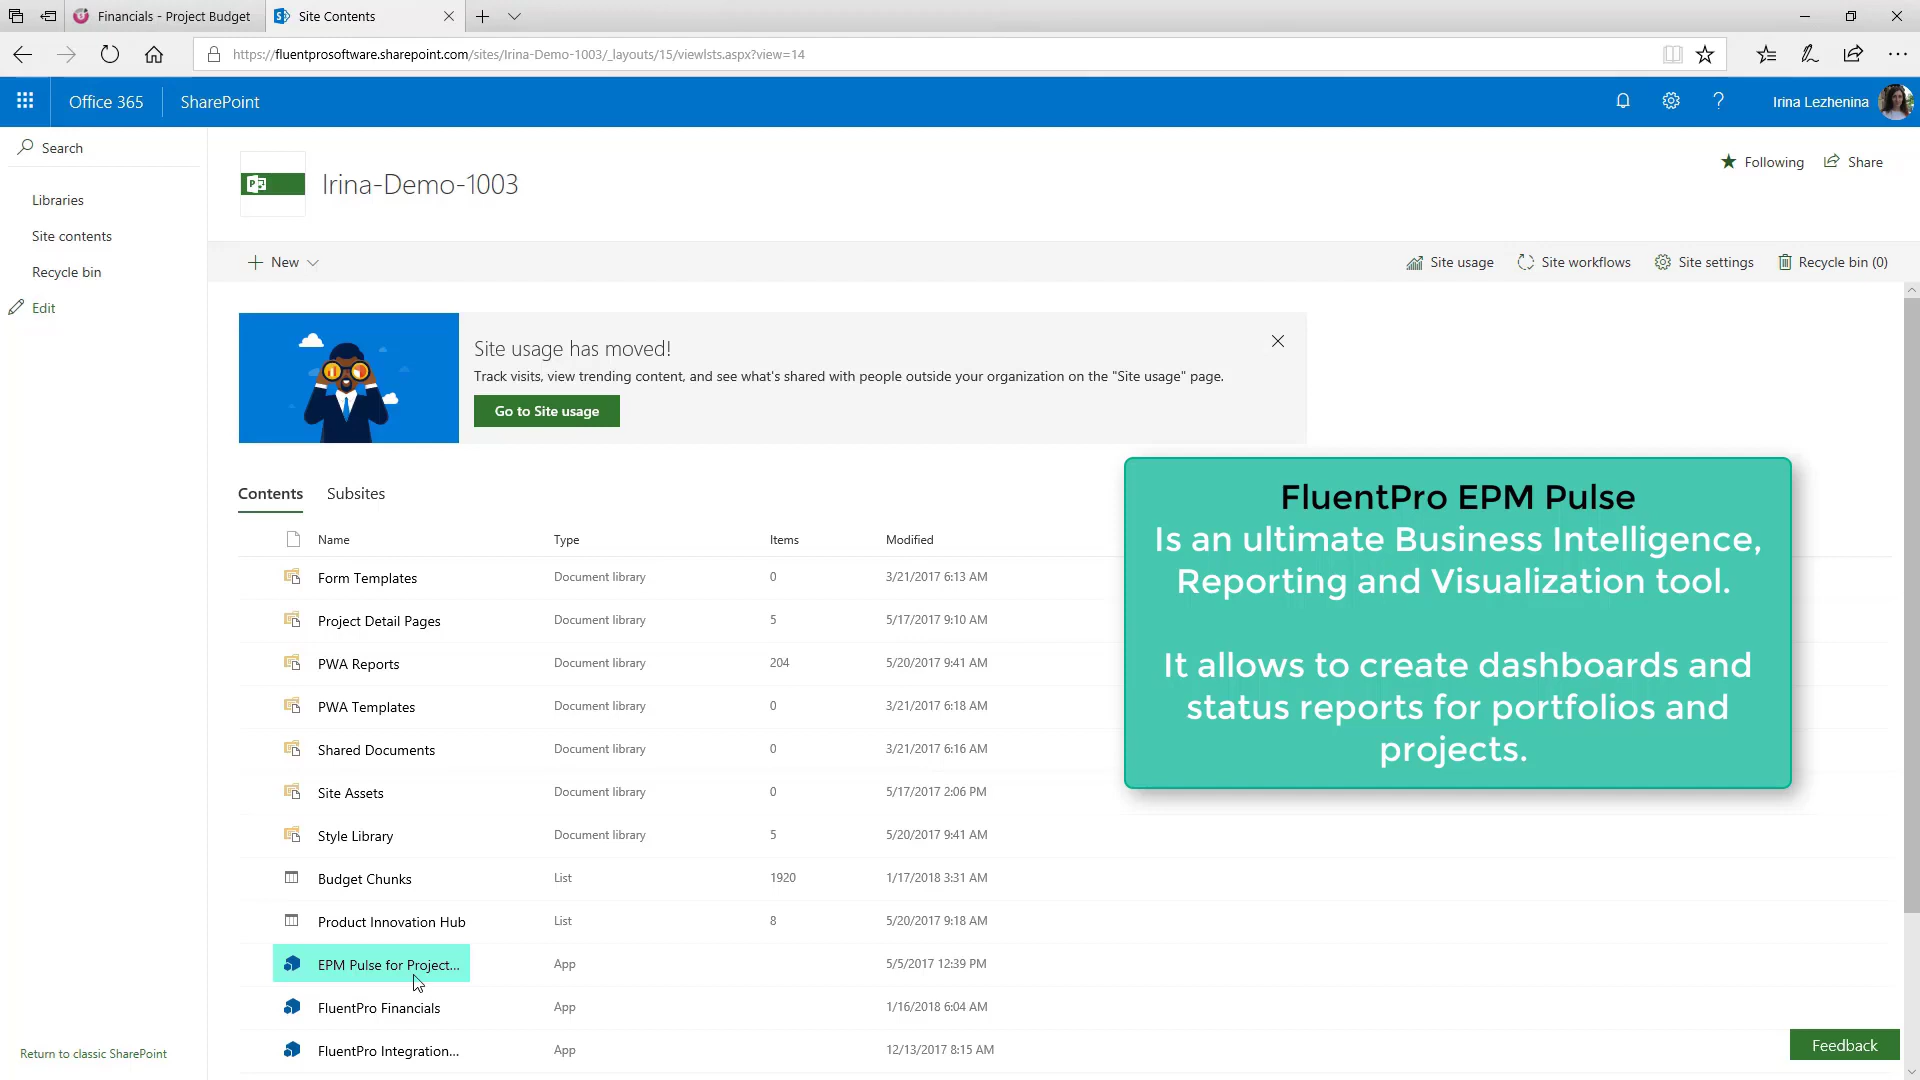 Financials - Project Budget
Site Contents
https://fluentprosoftware.sharepoint.com/sites/Irina-Demo-1003/_layouts/15/viewlsts.aspx?view=14
Office 365
SharePoint
Irina Lezhenina
Search
Libraries
Site contents
Recycle bin
Edit
Irina-Demo-1003
Following
Share
New
Site usage
Site workflows
Site settings
Recycle bin (0)
Site usage has moved!
Track visits, view trending content, and see what's shared with people outside your organization on the "Site usage" page.
Go to Site usage
Contents Subsites
Name Type Items Modified
Form Templates Document library 0 3/21/2017 6:13 AM
Project Detail Pages Document library 5 5/17/2017 9:10 AM
PWA Reports Document library 204 5/20/2017 9:41 AM
PWA Templates Document library 0 3/21/2017 6:18 AM
Shared Documents Document library 0 3/21/2017 6:16 AM
Site Assets Document library 0 5/17/2017 2:06 PM
Style Library Document library 5 5/20/2017 9:41 AM
Budget Chunks List 1920 1/17/2018 3:31 AM
Product Innovation Hub List 8 5/20/2017 9:18 AM
EPM Pulse for Project... App 5/5/2017 12:39 PM
FluentPro Financials App 1/16/2018 6:04 AM
FluentPro Integration... App 12/13/2017 8:15 AM
FluentPro EPM Pulse
Is an ultimate Business Intelligence,
Reporting and Visualization tool.
It allows to create dashboards and
status reports for portfolios and
projects.
Return to classic SharePoint
Feedback